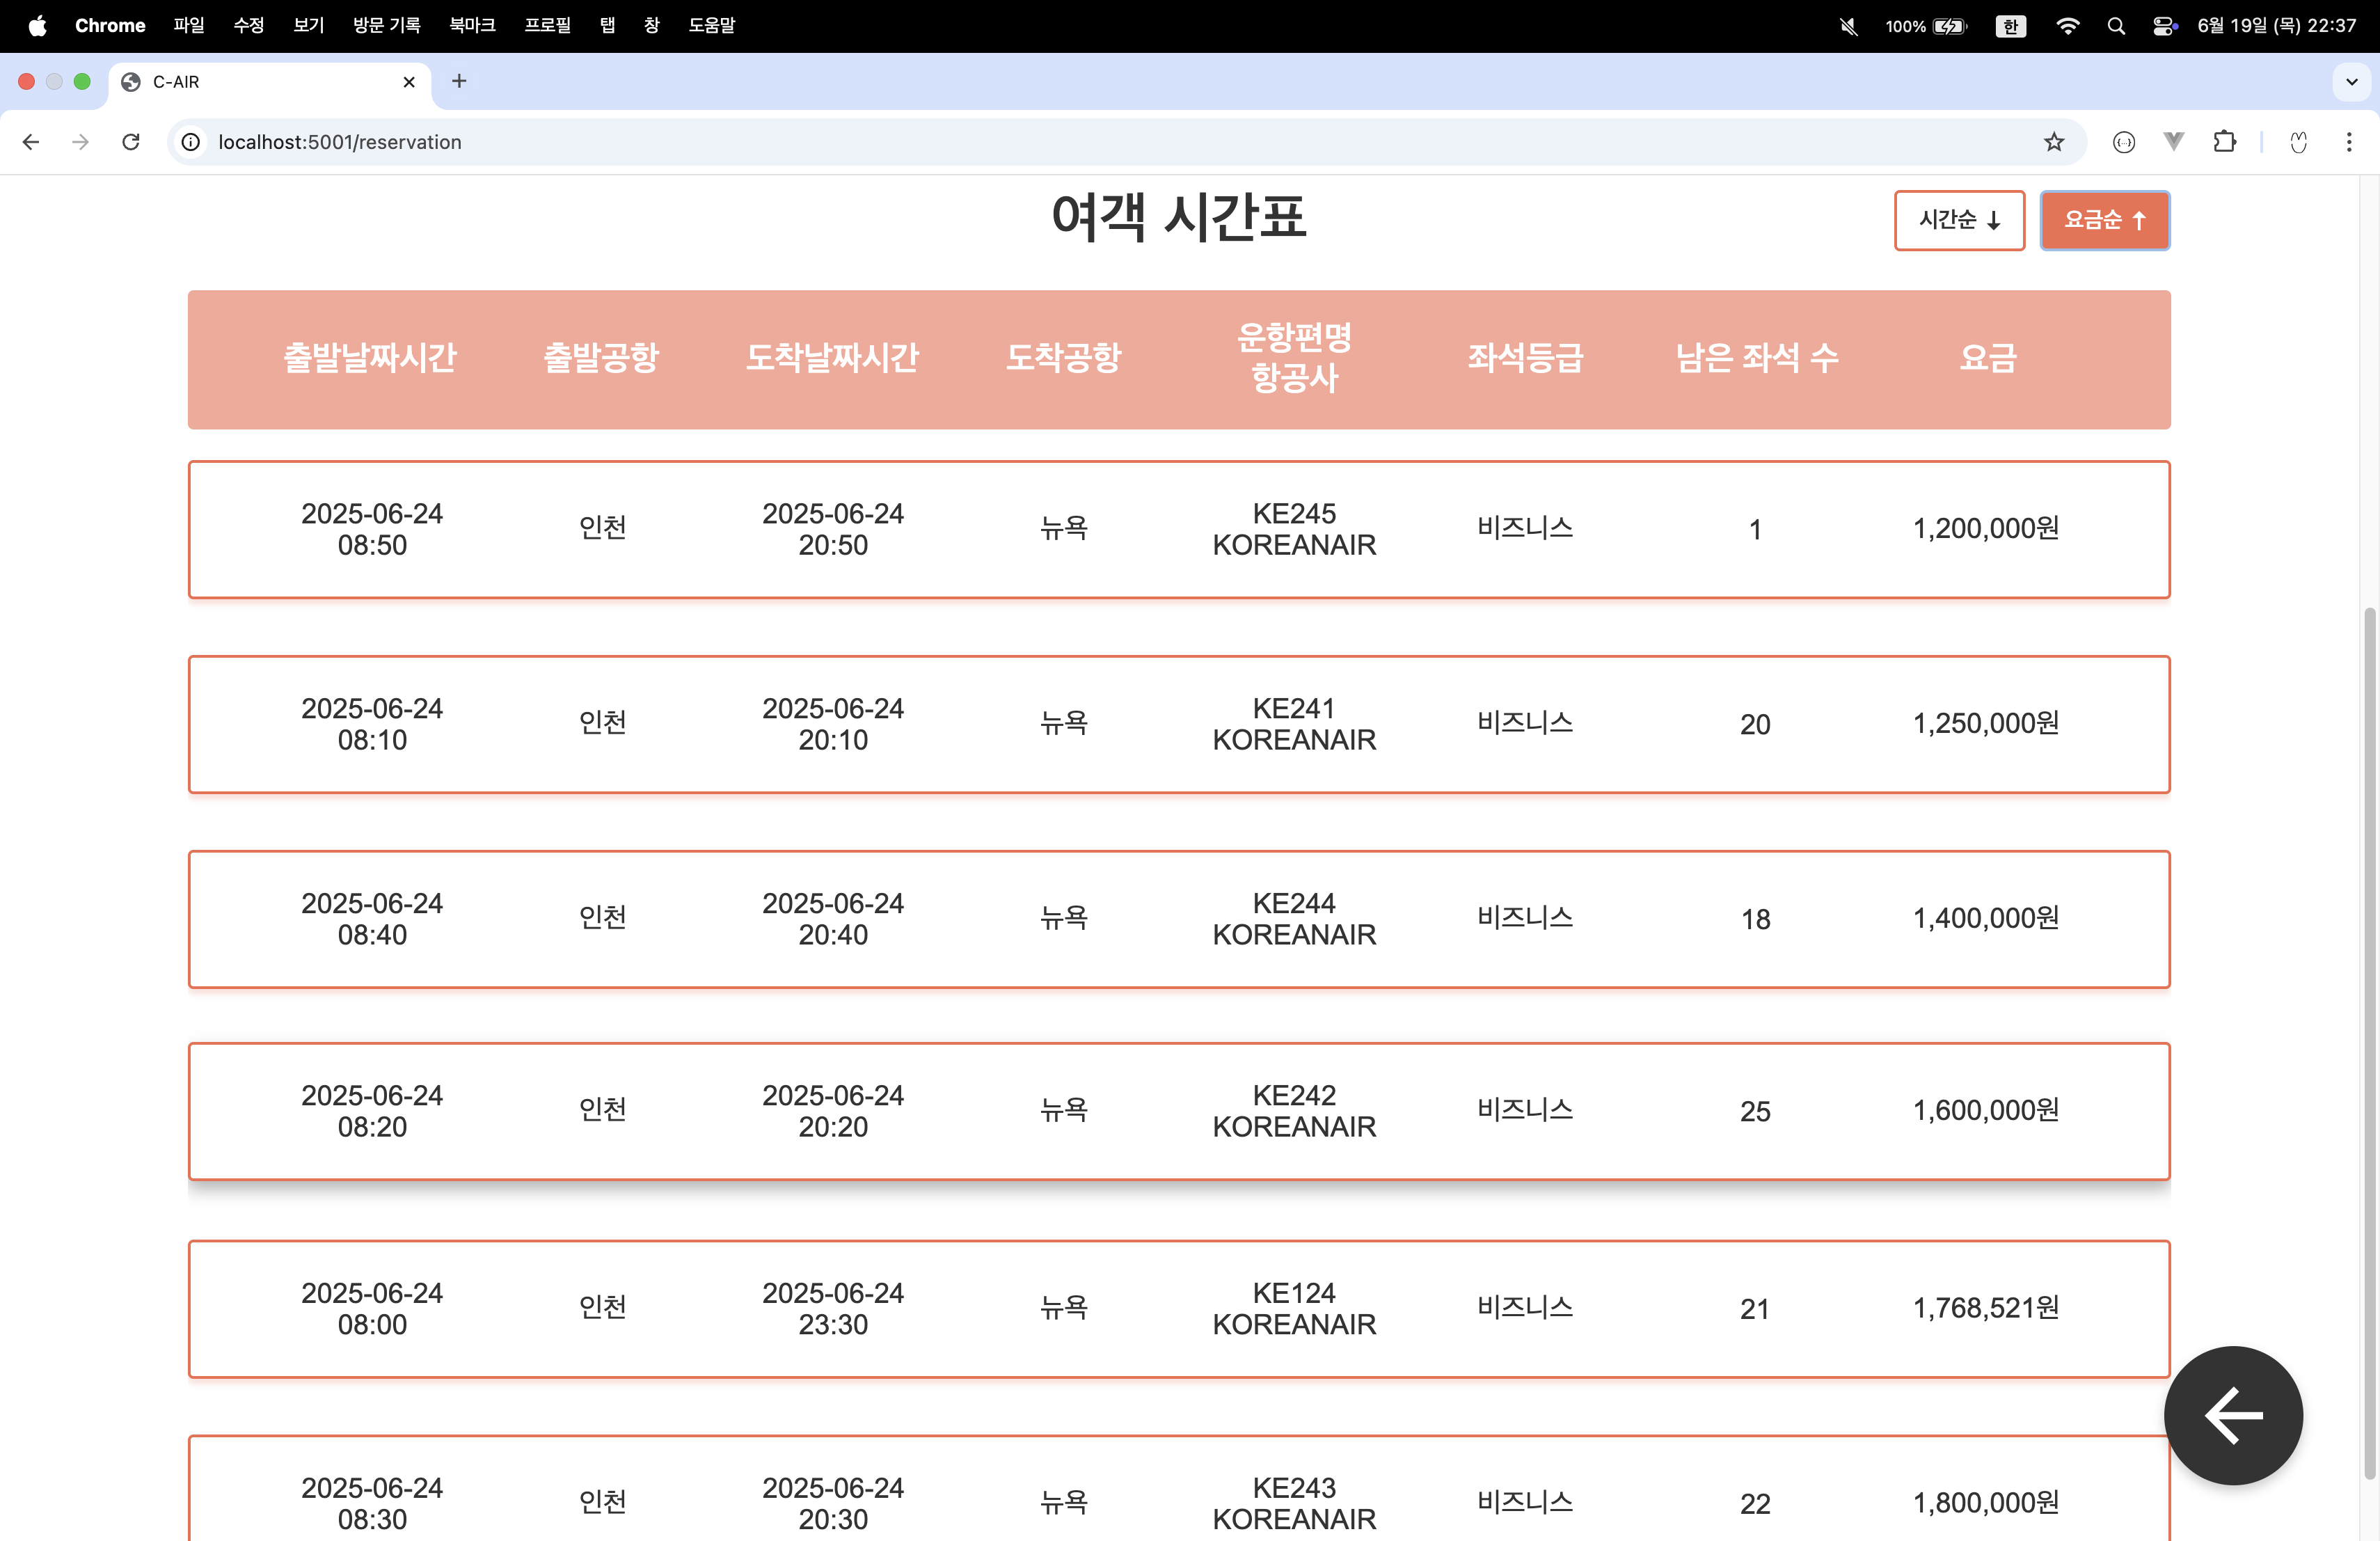 Chrome 파일 수정 보기 방문 기록 북마크 프로필 탭 창 도움말 100% 한 6월 19일 (목) 22:37
C-AIR
localhost:5001/reservation
여객 시간표
시간순 ↓ 요금순 ↑
출발날짜시간 출발공항 도착날짜시간 도착공항 운항편명 좌석등급 남은 좌석 수 요금
항공사
2025-06-24 인천 2025-06-24 뉴욕 KE245 비즈니스 1 1,200,000원
08:50 20:50 KOREANAIR
2025-06-24 인천 2025-06-24 뉴욕 KE241 비즈니스 20 1,250,000원
08:10 20:10 KOREANAIR
2025-06-24 인천 2025-06-24 뉴욕 KE244 비즈니스 18 1,400,000원
08:40 20:40 KOREANAIR
2025-06-24 인천 2025-06-24 뉴욕 KE242 비즈니스 25 1,600,000원
08:20 20:20 KOREANAIR
2025-06-24 인천 2025-06-24 뉴욕 KE124 비즈니스 21 1,768,521원
08:00 23:30 KOREANAIR
2025-06-24 인천 2025-06-24 뉴욕 KE243 비즈니스 22 1,800,000원
08:30 20:30 KOREANAIR